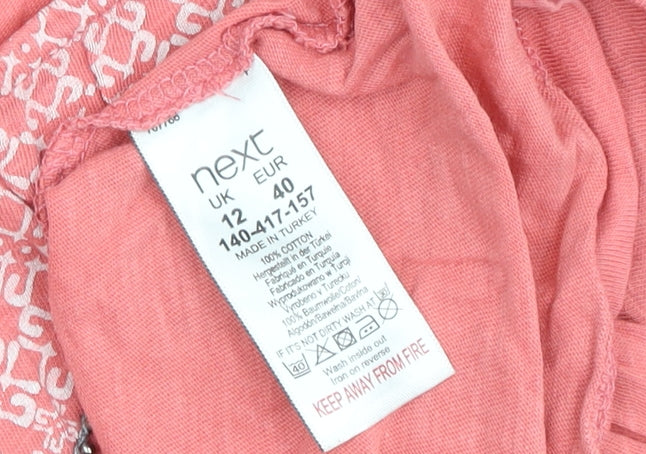 next
UK EUR
12 40
140-417-157
MADE IN TURKEY
100% COTTON
Hergestellt in der Türkei
Fabriqué en Turquie
Fabricado en Turquía
Wyprodukowano w Turcji
Vyrobeno v Turecku
100% Baumwolle/Coton/
Algodón/Bawełna/Bavlna
IF IT'S NOT DIRTY WASH AT 30
40
Wash inside out
Iron on reverse
KEEP AWAY FROM FIRE